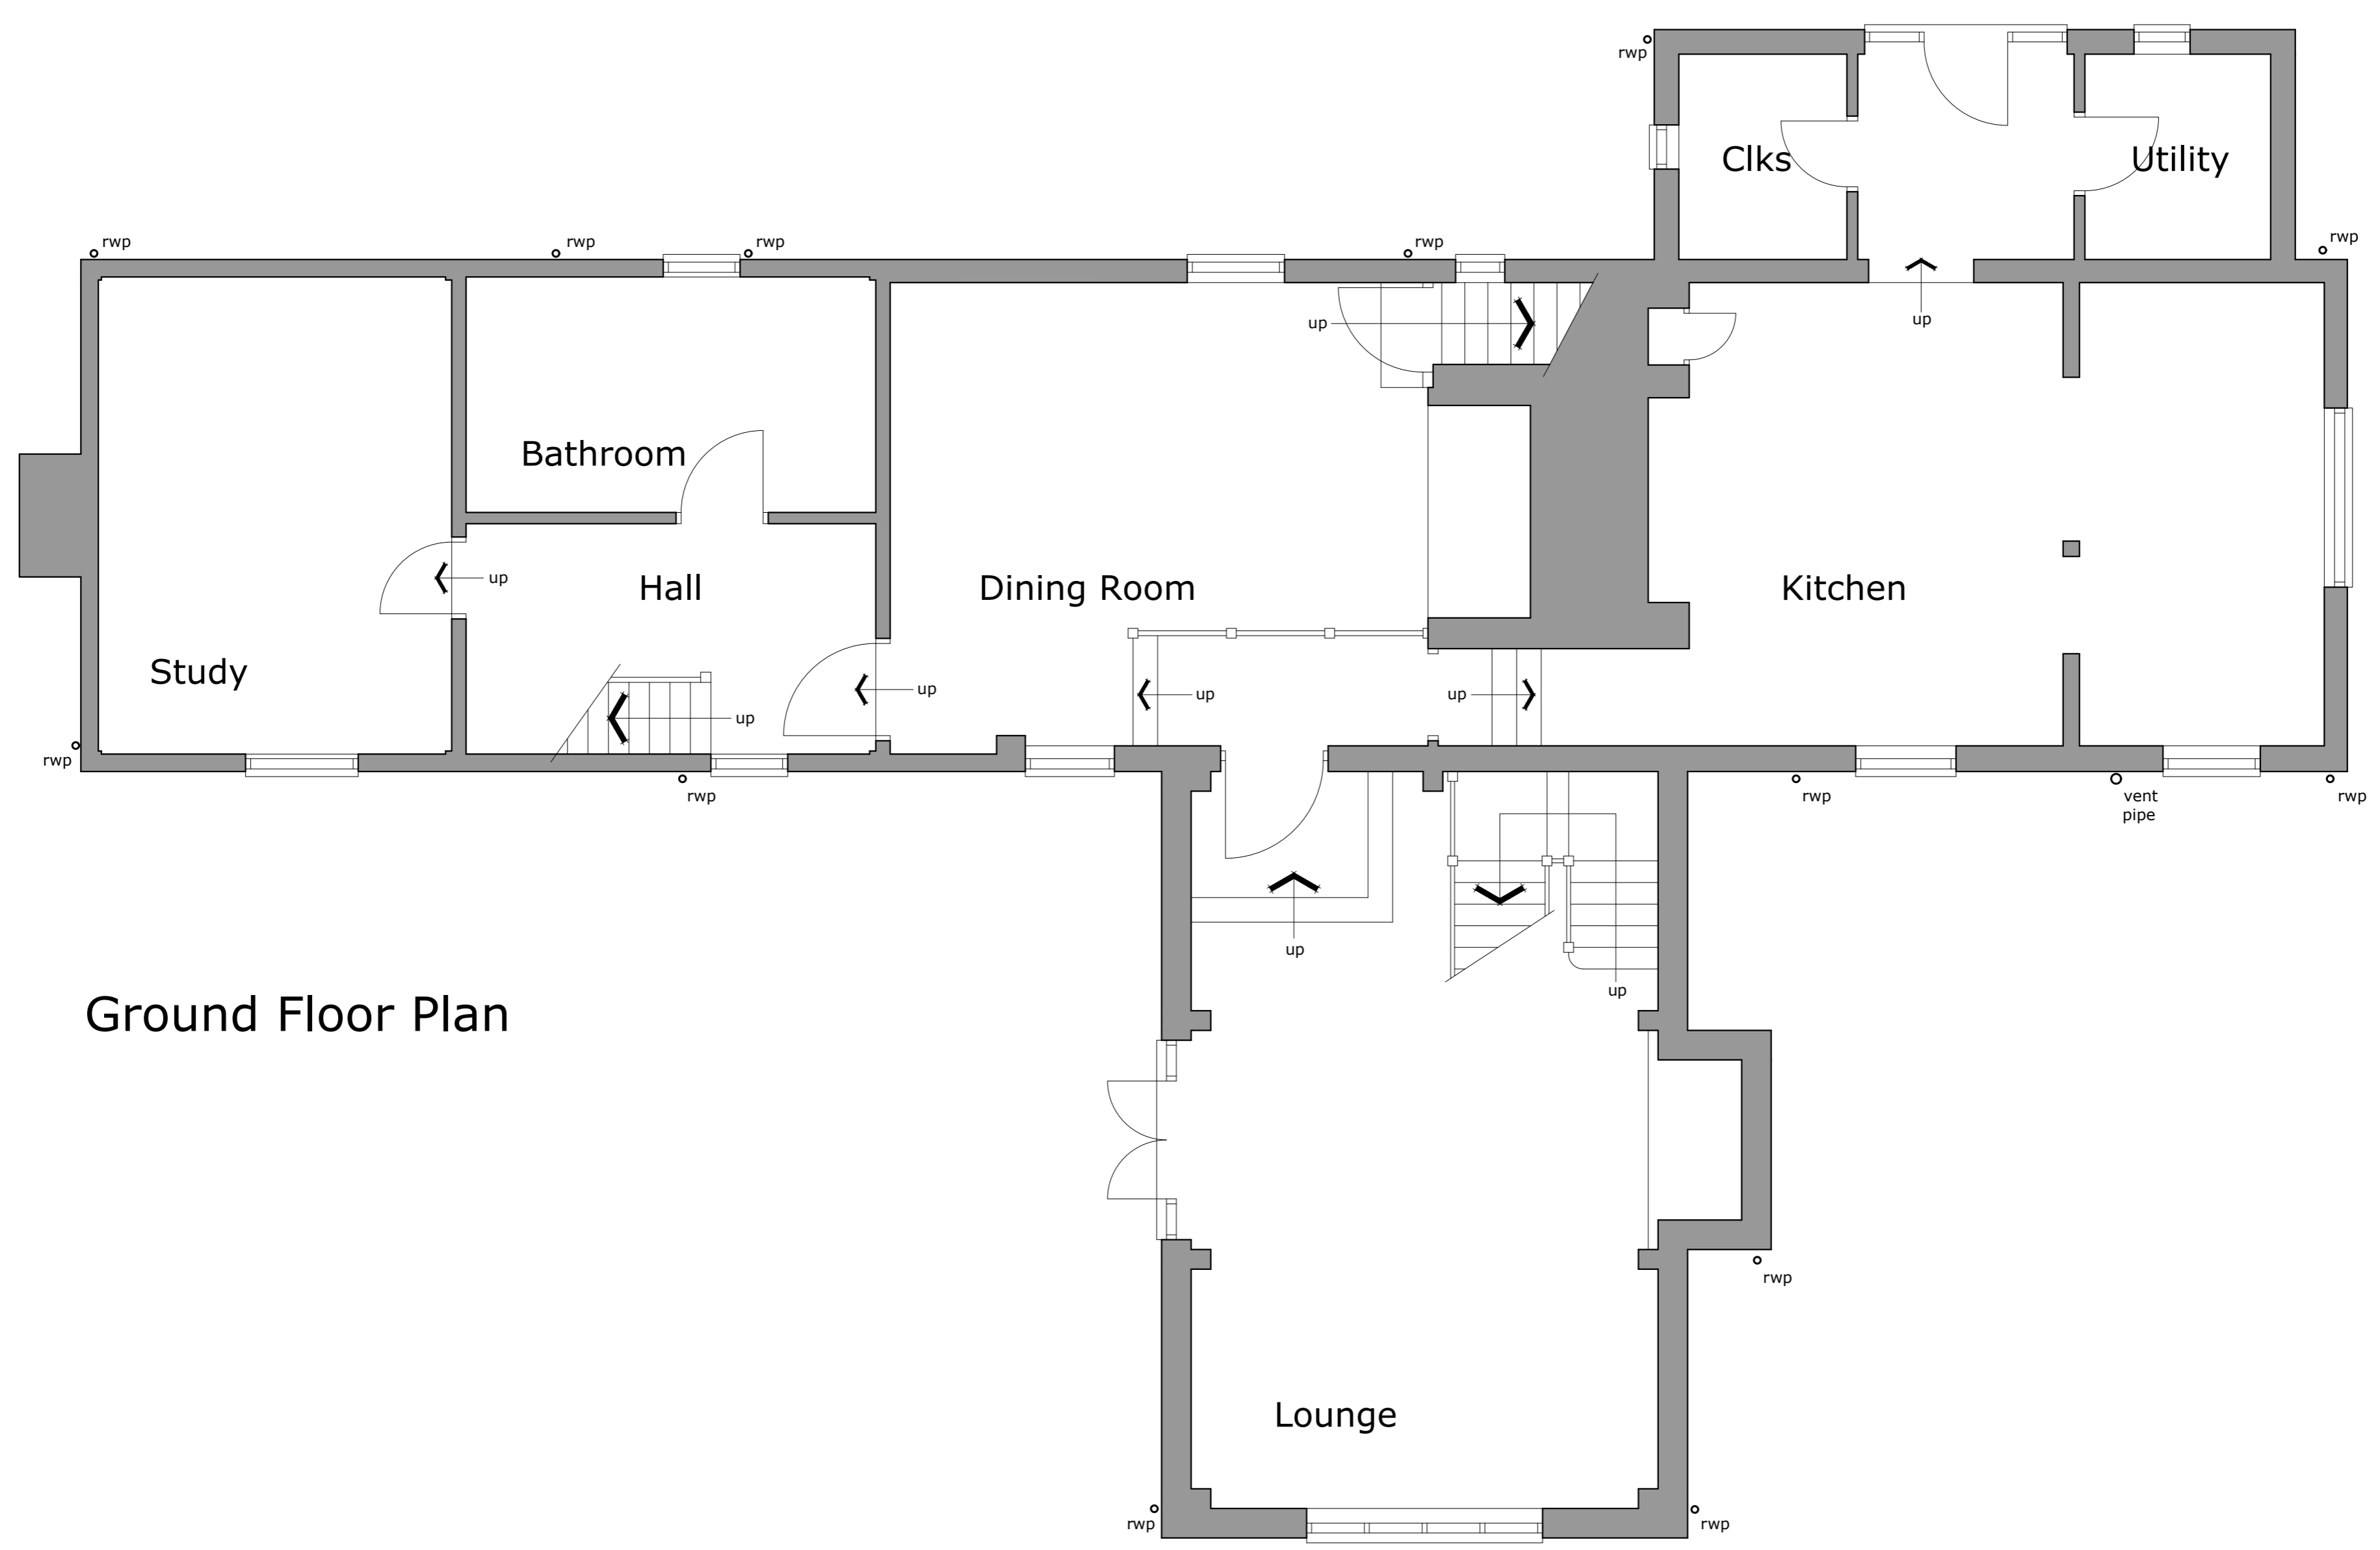 rwp
Clks
Utility
rwp
rwp
rwp
rwp
rwp
up
up
Bathroom
up
Hall
Dining Room
Kitchen
Study
up
up
up
up
rwp
rwp
rwp
vent
pipe
rwp
up
up
Ground Floor Plan
rwp
Lounge
rwp
rwp